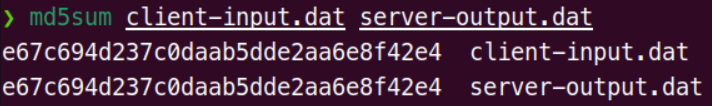 ❯ md5sum client-input.dat server-output.dat
e67c694d237c0daab5dde2aa6e8f42e4  client-input.dat
e67c694d237c0daab5dde2aa6e8f42e4  server-output.dat